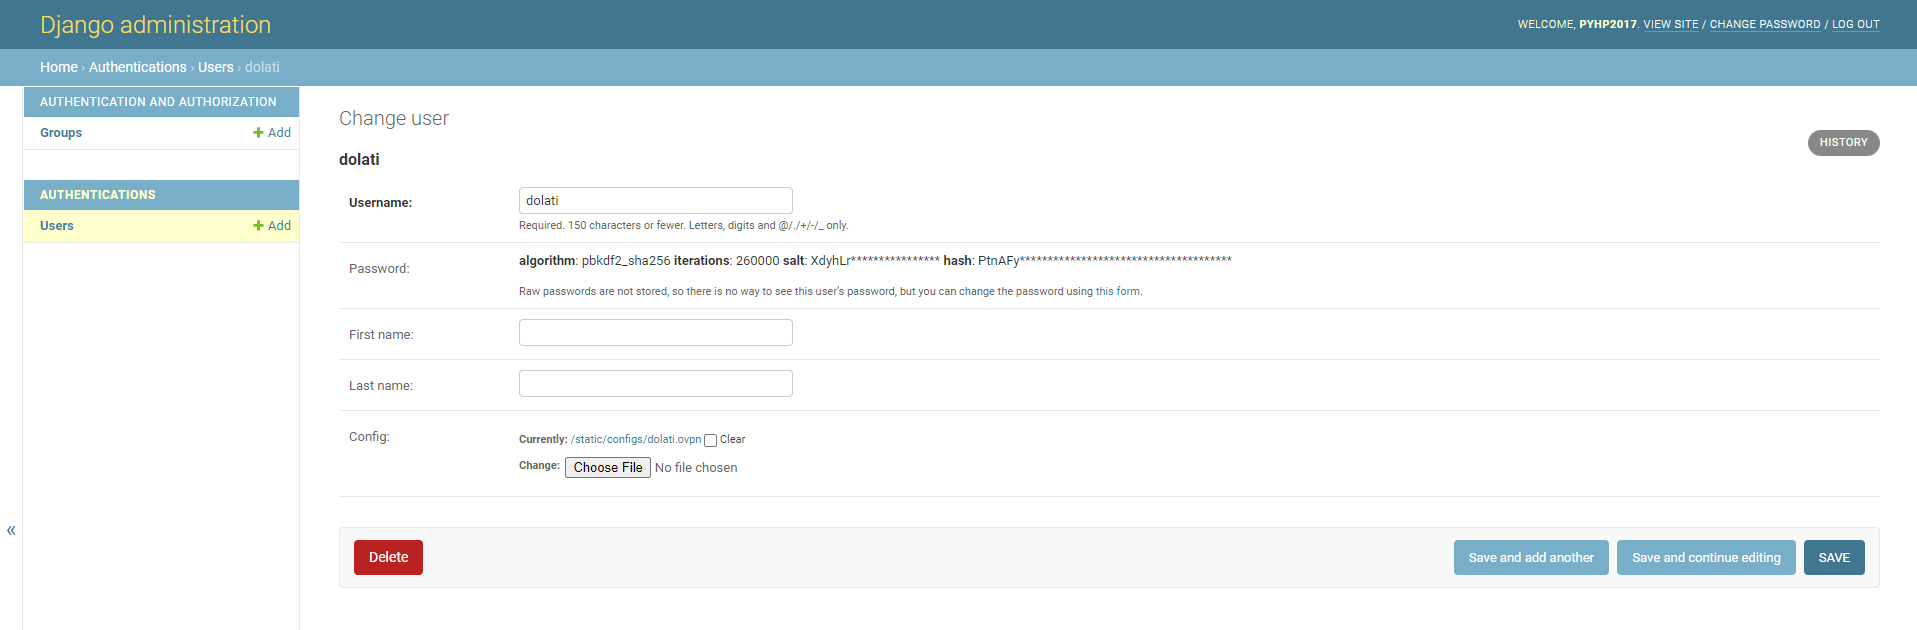 Django administration
WELCOME, PYHP2017. VIEW SITE / CHANGE PASSWORD / LOG OUT
Home › Authentications › Users › dolati
AUTHENTICATION AND AUTHORIZATION
Groups + Add
AUTHENTICATIONS
Users + Add
«
Change user
HISTORY
dolati
Username: dolati
Required. 150 characters or fewer. Letters, digits and @/./+/-/_ only.
Password: algorithm: pbkdf2_sha256 iterations: 260000 salt: XdyhLr**************** hash: PtnAFy**************************************
Raw passwords are not stored, so there is no way to see this user's password, but you can change the password using this form.
First name:
Last name:
Config: Currently: /static/configs/dolati.ovpn Clear
Change: Choose File No file chosen
Delete Save and add another Save and continue editing SAVE